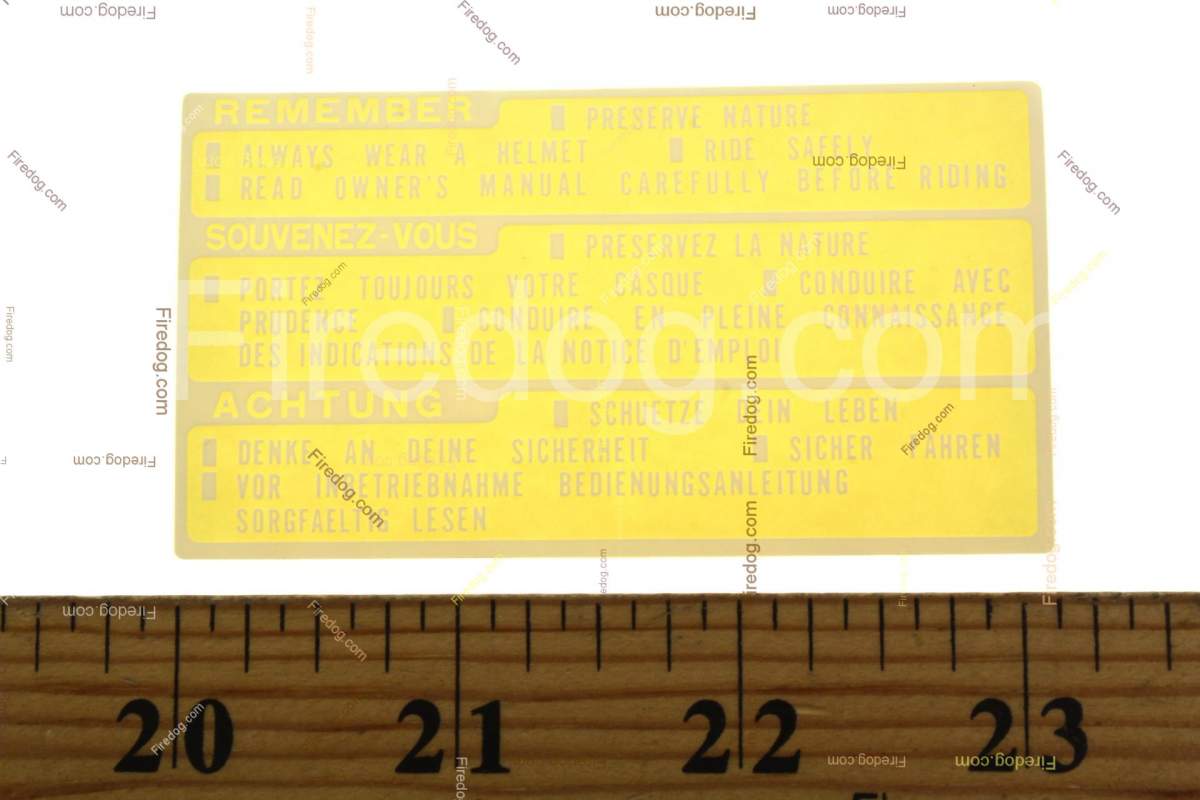 REMEMBER
PRESERVE NATURE
ALWAYS WEAR A HELMET RIDE SAFELY
READ OWNER'S MANUAL CAREFULLY BEFORE RIDING
SOUVENEZ-VOUS
PRESERVEZ LA NATURE
PORTEZ TOUJOURS VOTRE CASQUE CONDUIRE AVEC
PRUDENCE CONDUIRE EN PLEINE CONNAISSANCE
DES INDICATIONS DE LA NOTICE D'EMPLOI
ACHTUNG
SCHUETZE DEIN LEBEN
DENKE AN DEINE SICHERHEIT SICHER FAHREN
VOR INBETRIEBNAHME BEDIENUNGSANLEITUNG
SORGFAELTIG LESEN
Firedog.com
20 21 22 23